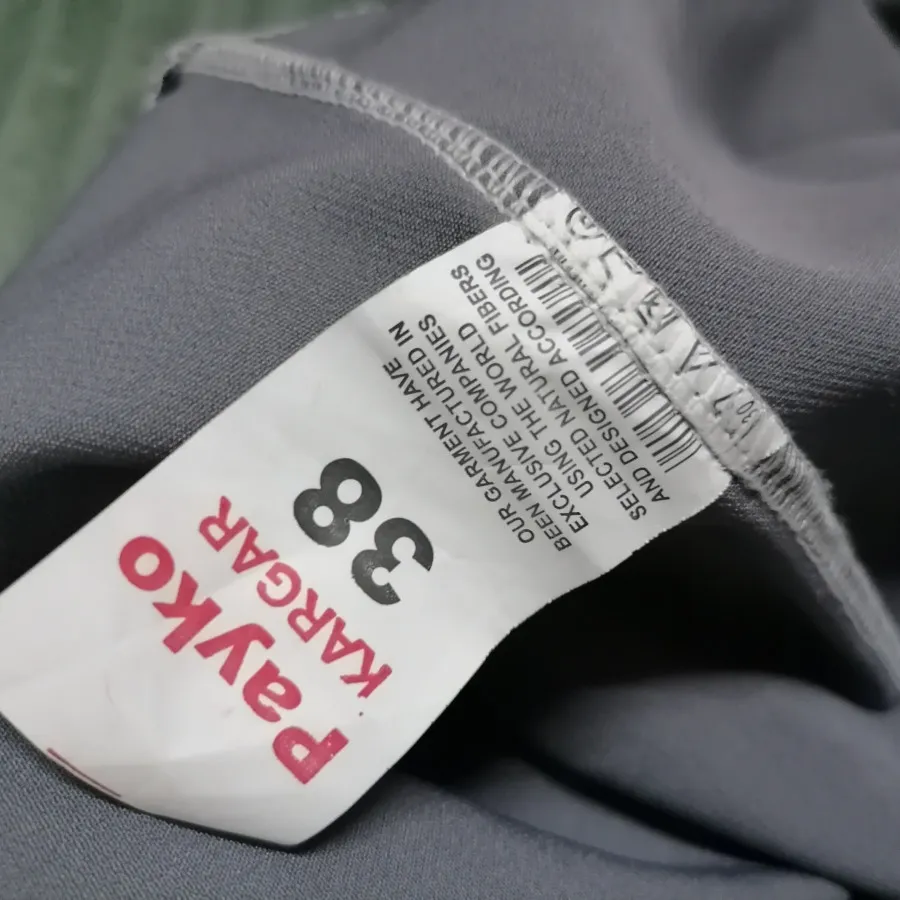 Payko
KARGAR
38
OUR GARMENT HAVE
BEEN MANUFACTURED IN
EXCLUSIVE COMPANIES
USING THE WORLD
SELECTED NATURAL FIBERS
AND DESIGNED ACCORDING